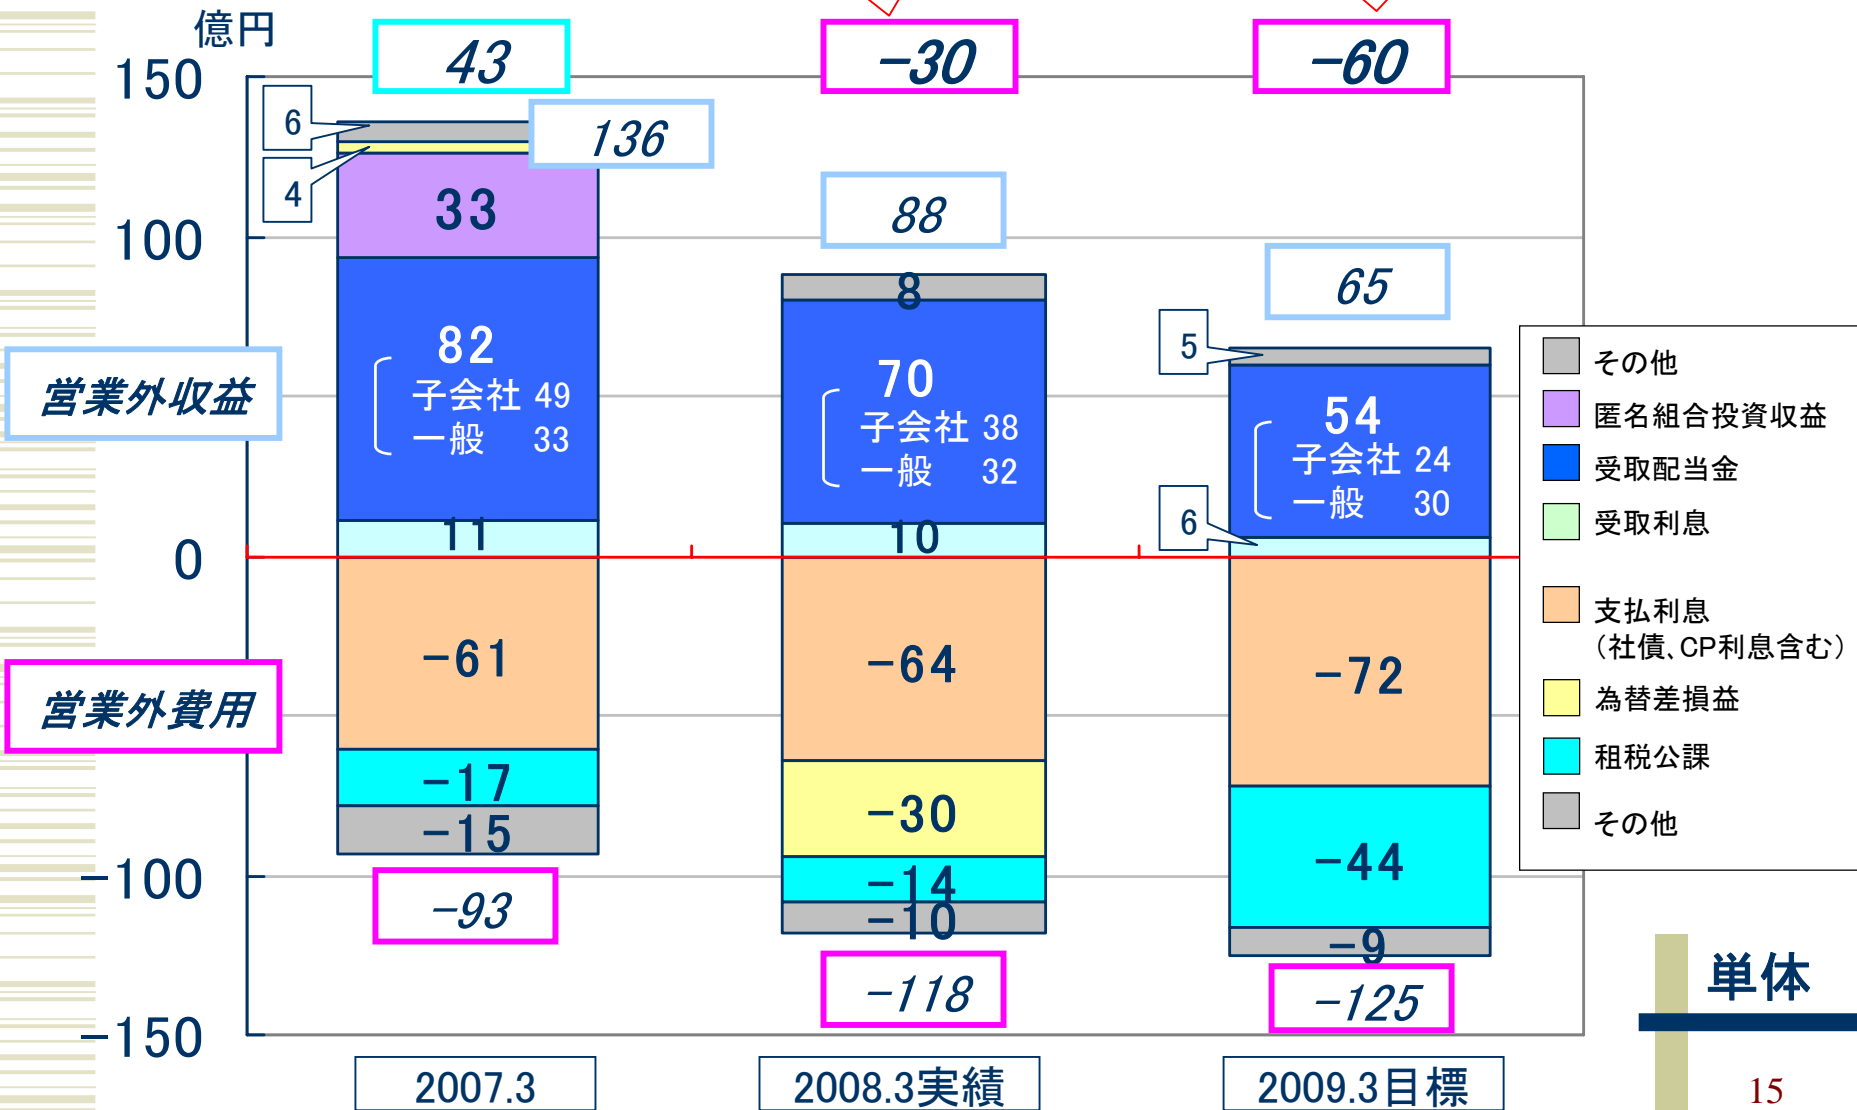 億円
43
-30
-60
150
100
0
-100
-150
6
4
136
33
82
子会社 49
一般 33
11
-61
-17
-15
-93
88
8
70
子会社 38
一般 32
10
-64
-30
-14
-10
-118
65
5
54
子会社 24
一般 30
6
-72
-44
-9
-125
営業外収益
営業外費用
その他
匿名組合投資収益
受取配当金
受取利息
支払利息
（社債、CP利息含む）
為替差損益
租税公課
その他
2007.3
2008.3実績
2009.3目標
単体
15